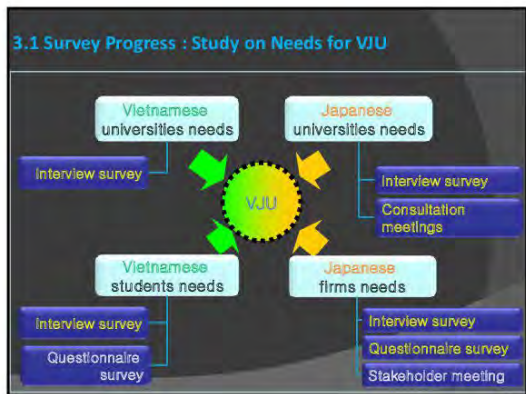 3.1 Survey Progress : Study on Needs for VJU
Vietnamese
universities needs
Japanese
universities needs
Interview survey
Interview survey
Consultation
meetings
VJU
Vietnamese
students needs
Japanese
firms needs
Interview survey
Questionnaire
survey
Interview survey
Questionnaire survey
Stakeholder meeting